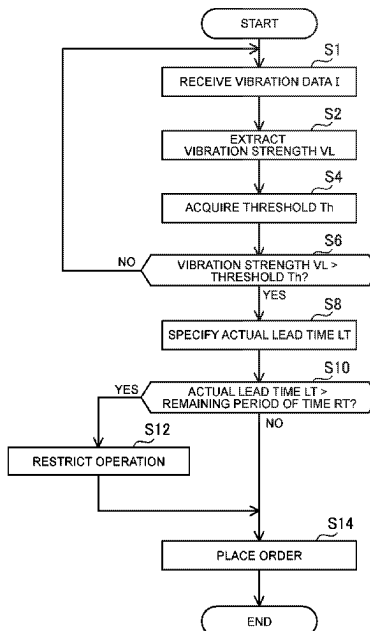 START
S1
RECEIVE VIBRATION DATA I
S2
EXTRACT
VIBRATION STRENGTH VL
S4
ACQUIRE THRESHOLD Th
S6
NO
VIBRATION STRENGTH VL >
THRESHOLD Th?
YES
S8
SPECIFY ACTUAL LEAD TIME LT
S10
YES
ACTUAL LEAD TIME LT >
REMAINING PERIOD OF TIME RT?
NO
S12
RESTRICT OPERATION
S14
PLACE ORDER
END